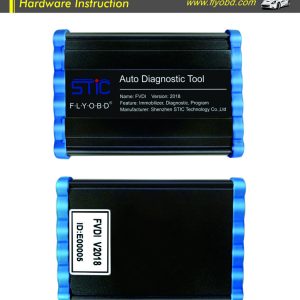 Hardware Instruction
www.flyobd.com
STIC
F-L-Y-O-B-D®
Auto Diagnostic Tool
Name: FVDI Version: 2018
Feature: Immobilizer, Diagnostic, Program
Manufacturer: Shenzhen STIC Technology Co.,Ltd
FVDI V2018
ID:E00005